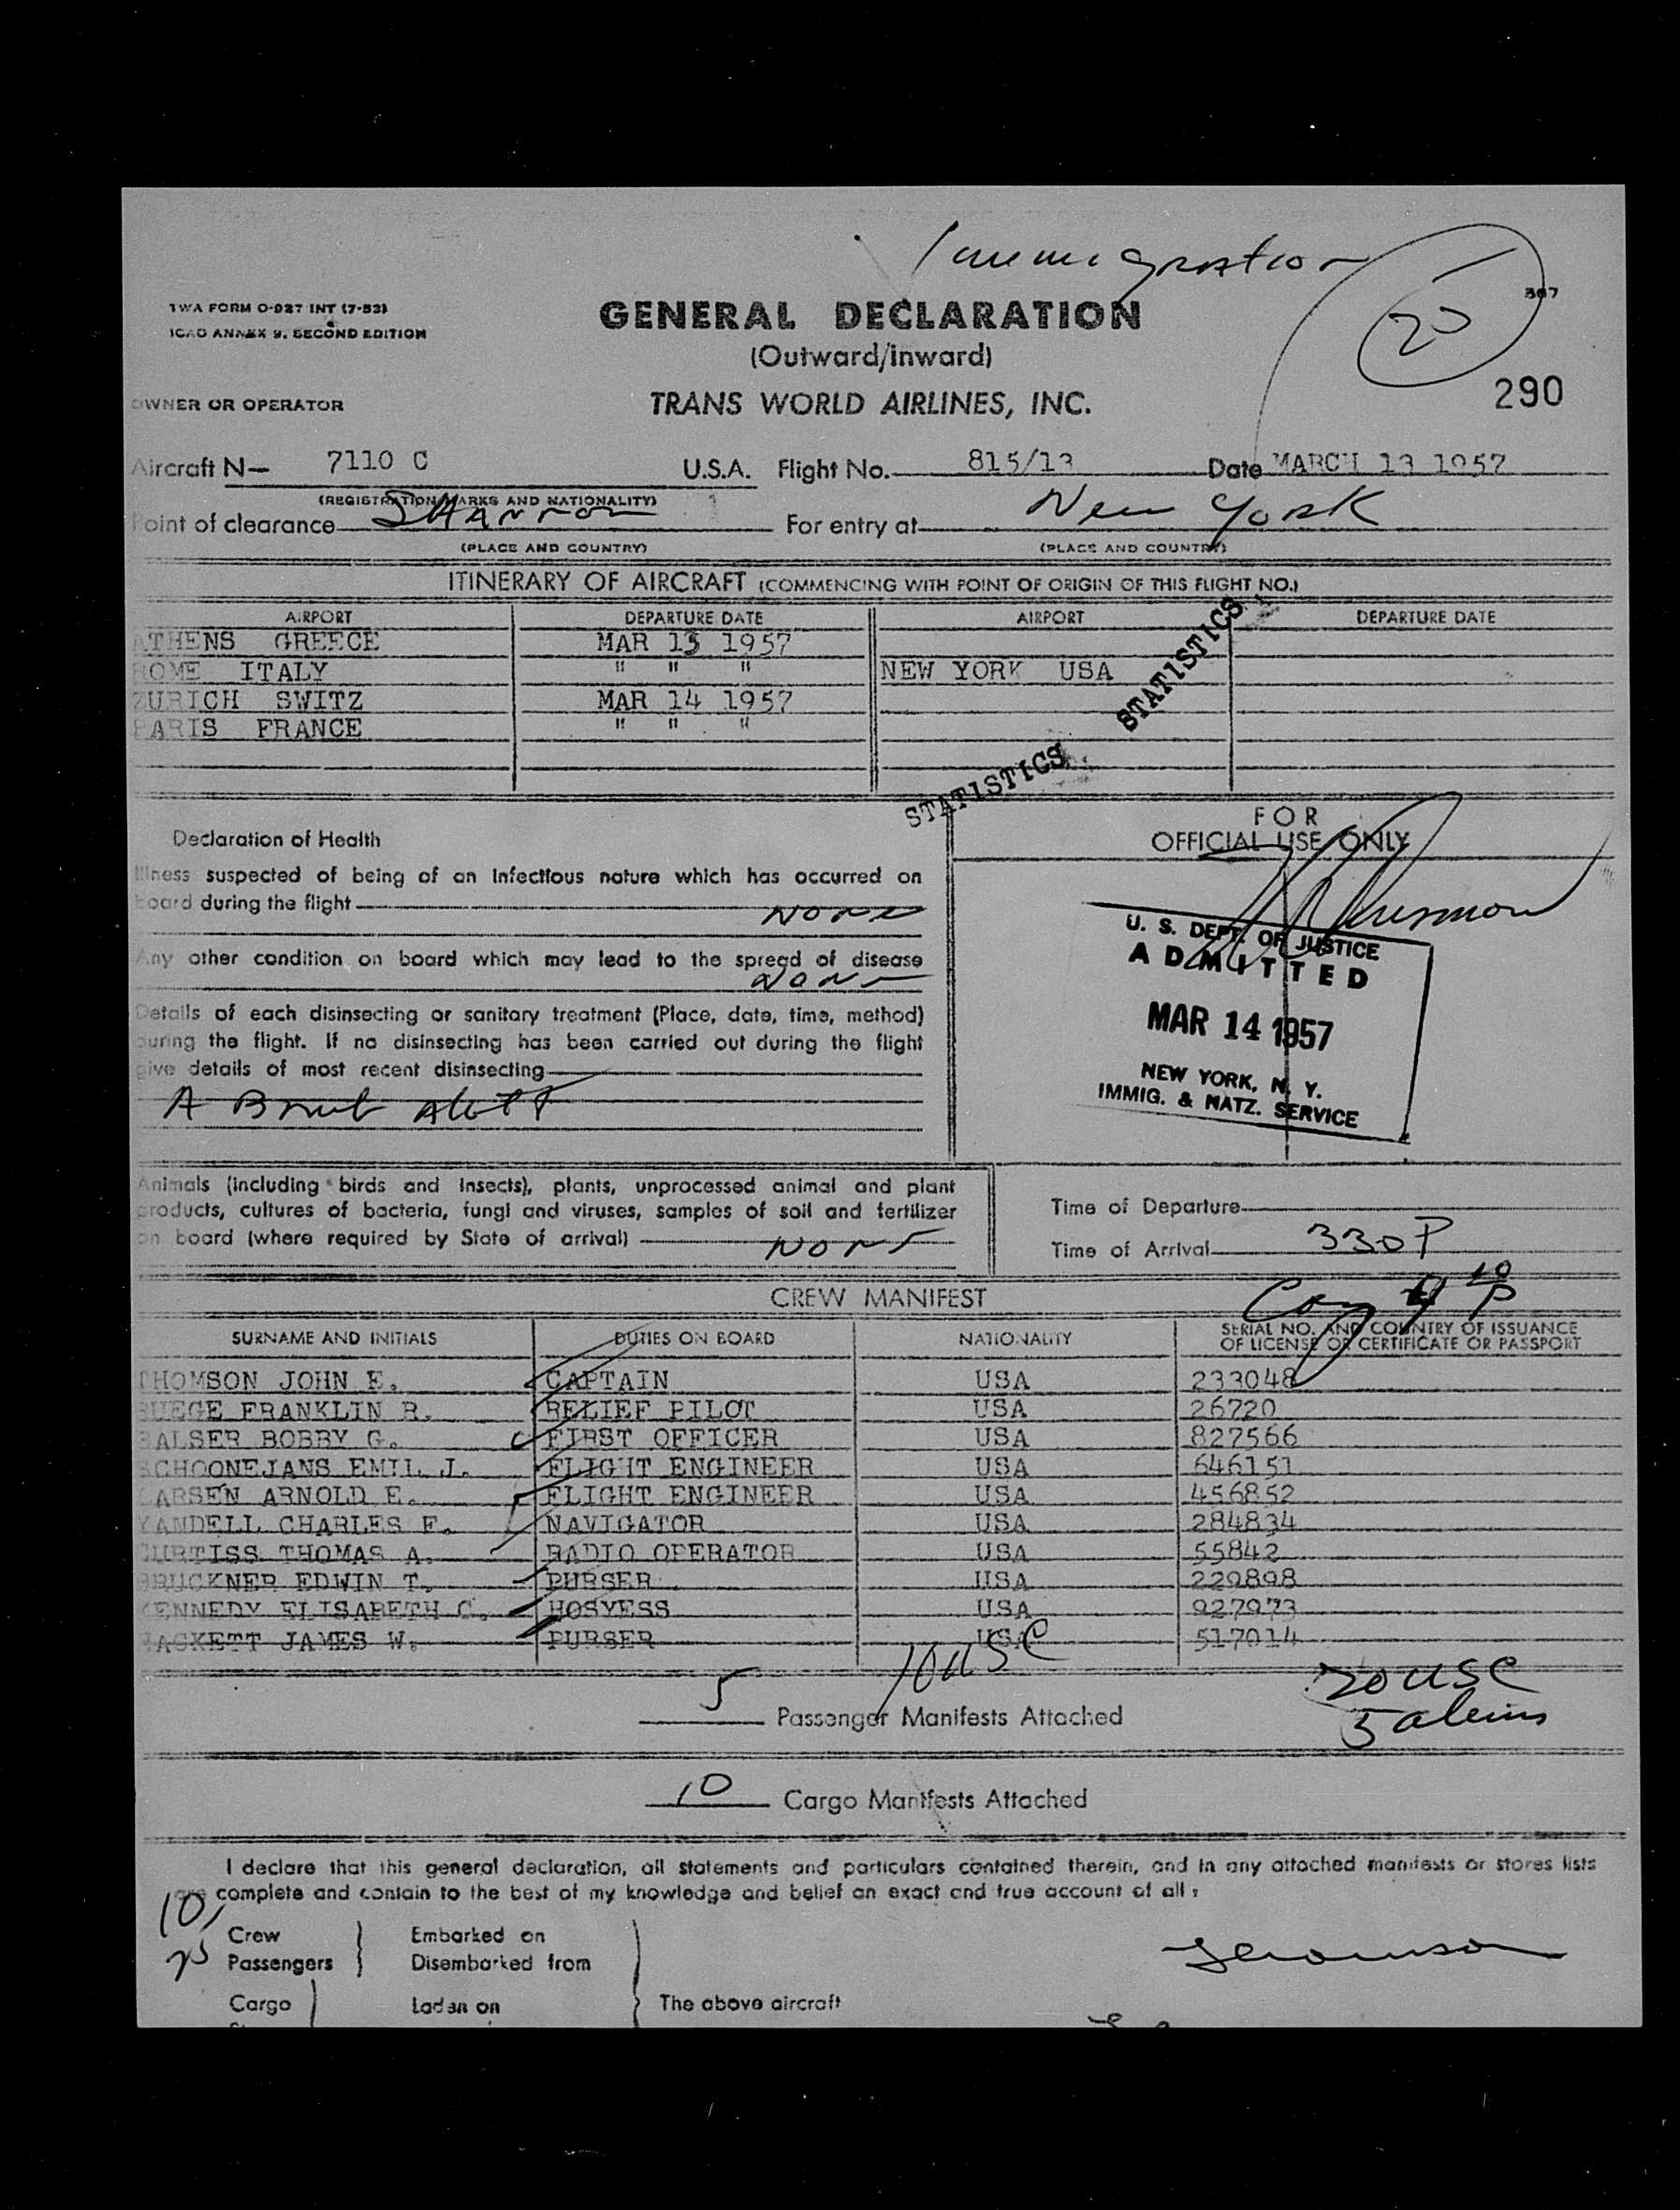 Immigration
TWA FORM O-927 INT (7-53)
ICAO ANNEX 9, SECOND EDITION
GENERAL DECLARATION
(Outward/inward)
20
307
OWNER OR OPERATOR
TRANS WORLD AIRLINES, INC.
290
Aircraft N— 7110 C U.S.A. Flight No. 815/13 Date MARCH 13 1957
(REGISTRATION MARKS AND NATIONALITY)
Point of clearance SHANNON For entry at New York
(PLACE AND COUNTRY) (PLACE AND COUNTRY)
ITINERARY OF AIRCRAFT (COMMENCING WITH POINT OF ORIGIN OF THIS FLIGHT NO.)
AIRPORT DEPARTURE DATE AIRPORT DEPARTURE DATE
ATHENS GREECE MAR 13 1957
ROME ITALY " " " NEW YORK USA
ZURICH SWITZ MAR 14 1957
PARIS FRANCE " " "
STATISTICS
STATISTICS
Declaration of Health
FOR
OFFICIAL USE ONLY
Illness suspected of being of an infectious nature which has occurred on
board during the flight None
Any other condition on board which may lead to the spread of disease
None
Details of each disinsecting or sanitary treatment (Place, date, time, method)
during the flight. If no disinsecting has been carried out during the flight
give details of most recent disinsecting
U. S. DEPT. OF JUSTICE
ADMITTED
MAR 14 1957
NEW YORK, N. Y.
IMMIG. & NATZ. SERVICE
Animals (including birds and insects), plants, unprocessed animal and plant
products, cultures of bacteria, fungi and viruses, samples of soil and fertilizer
on board (where required by State of arrival) None
Time of Departure
Time of Arrival 330 P
CREW MANIFEST
SURNAME AND INITIALS DUTIES ON BOARD NATIONALITY SERIAL NO. AND COUNTRY OF ISSUANCE
OF LICENSE OR CERTIFICATE OR PASSPORT
THOMSON JOHN E. CAPTAIN USA 233048
BUEGE FRANKLIN R. RELIEF PILOT USA 26720
BALSER BOBBY G. FIRST OFFICER USA 827566
SCHOONEJANS EMIL J. FLIGHT ENGINEER USA 646151
LARSEN ARNOLD E. FLIGHT ENGINEER USA 456852
YANDELL CHARLES F. NAVIGATOR USA 284834
CURTISS THOMAS A. RADIO OPERATOR USA 55842
BRUCKNER EDWIN T. PURSER USA 229898
KENNEDY ELISABETH C. HOSYESS USA 927973
HACKETT JAMES W. PURSER USA 517014
10 USC
20 USC
5 aliens
5 Passenger Manifests Attached
10 Cargo Manifests Attached
I declare that this general declaration, all statements and particulars contained therein, and in any attached manifests or stores lists
are complete and contain to the best of my knowledge and belief an exact and true account of all:
10 Crew Embarked on
25 Passengers Disembarked from
Cargo Laden on The above aircraft